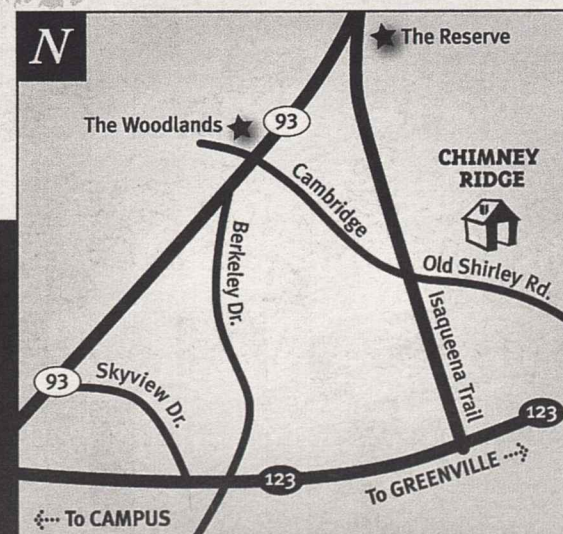 N
The Reserve
The Woodlands
93
CHIMNEY
RIDGE
Cambridge
Berkeley Dr.
Old Shirley Rd.
Isaqueena Trail
93
Skyview Dr.
123
123
To GREENVILLE
To CAMPUS